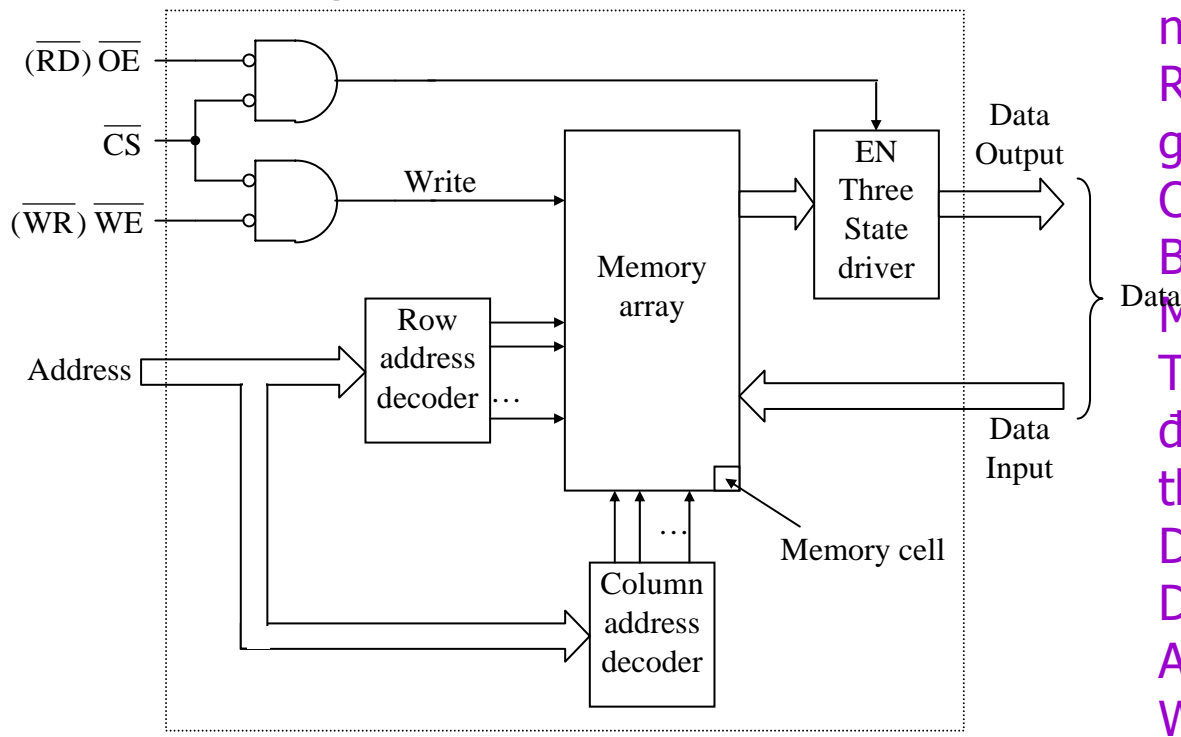 (RD) OE
CS
(WR) WE
Write
Address
Row
address
decoder
…
Memory
array
EN
Three
State
driver
Data
Output
Data
Data
Input
…
Memory cell
Column
address
decoder
n
R
g
C
B
M
T
đ
th
D
D
A
W